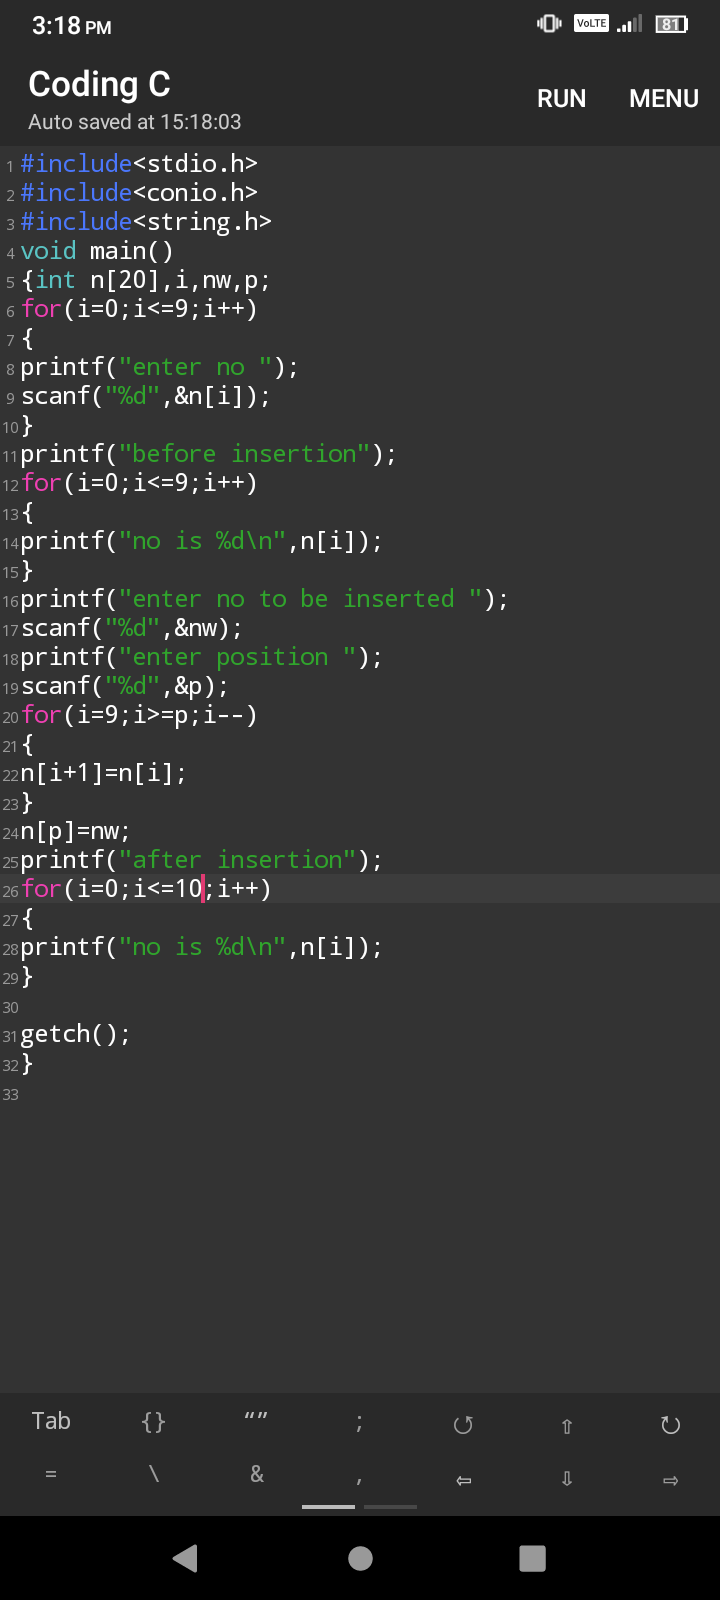 3:18 PM VoLTE 81
Coding C
RUN MENU
Auto saved at 15:18:03
1 #include<stdio.h>
2 #include<conio.h>
3 #include<string.h>
4 void main()
5 {int n[20],i,nw,p;
6 for(i=0;i<=9;i++)
7 {
8 printf("enter no ");
9 scanf("%d",&n[i]);
10 }
11 printf("before insertion");
12 for(i=0;i<=9;i++)
13 {
14 printf("no is %d\n",n[i]);
15 }
16 printf("enter no to be inserted ");
17 scanf("%d",&nw);
18 printf("enter position ");
19 scanf("%d",&p);
20 for(i=9;i>=p;i--)
21 {
22 n[i+1]=n[i];
23 }
24 n[p]=nw;
25 printf("after insertion");
26 for(i=0;i<=10;i++)
27 {
28 printf("no is %d\n",n[i]);
29 }
30
31 getch();
32 }
33
Tab {} “” ; ↺ ⇧ ↻
= \ & , ⇦ ⇩ ⇨